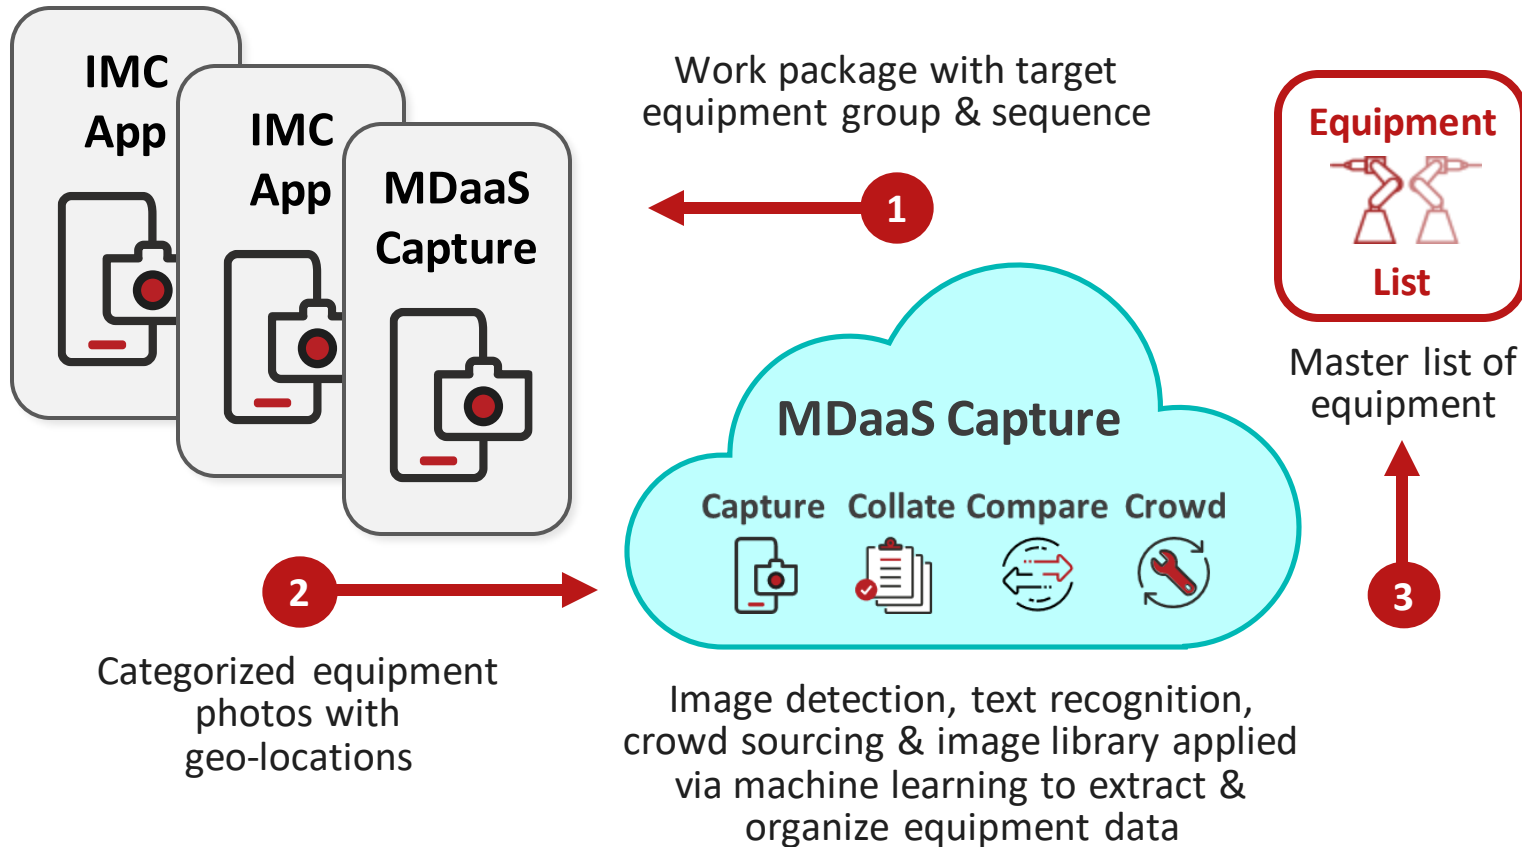 IMC
App
IMC
App
MDaaS
Capture
Work package with target
equipment group & sequence
1
Equipment
List
Master list of
equipment
MDaaS Capture
Capture Collate Compare Crowd
2
Categorized equipment
photos with
geo-locations
3
Image detection, text recognition,
crowd sourcing & image library applied
via machine learning to extract &
organize equipment data